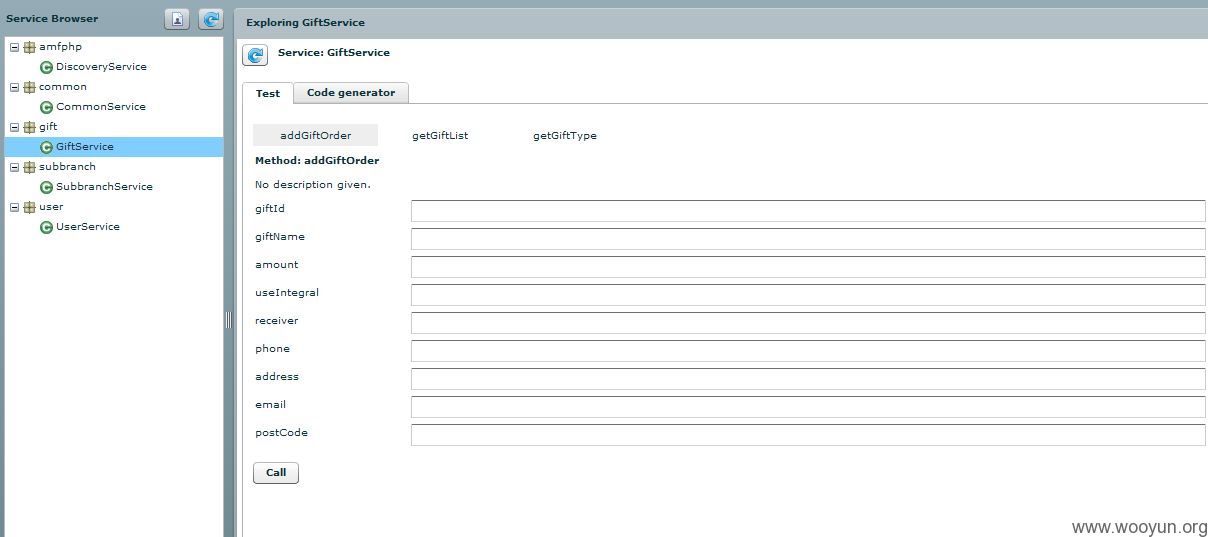 Service Browser
amfphp
DiscoveryService
common
CommonService
gift
GiftService
subbranch
SubbranchService
user
UserService
Exploring GiftService
Service: GiftService
Test Code generator
addGiftOrder getGiftList getGiftType
Method: addGiftOrder
No description given.
giftId
giftName
amount
useIntegral
receiver
phone
address
email
postCode
Call
www.wooyun.org